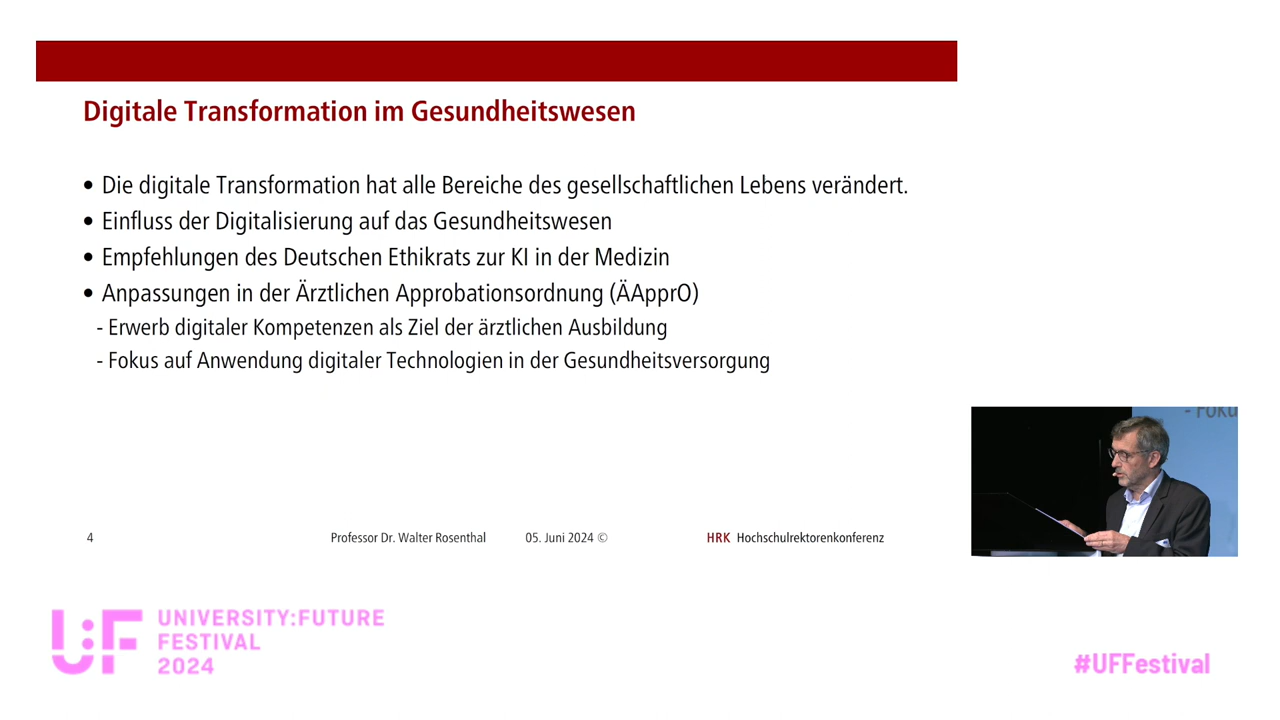 Digitale Transformation im Gesundheitswesen
• Die digitale Transformation hat alle Bereiche des gesellschaftlichen Lebens verändert.
• Einfluss der Digitalisierung auf das Gesundheitswesen
• Empfehlungen des Deutschen Ethikrats zur KI in der Medizin
• Anpassungen in der Ärztlichen Approbationsordnung (ÄApprO)
- Erwerb digitaler Kompetenzen als Ziel der ärztlichen Ausbildung
- Fokus auf Anwendung digitaler Technologien in der Gesundheitsversorgung
- Foku
4 Professor Dr. Walter Rosenthal 05. Juni 2024 © HRK Hochschulrektorenkonferenz
U:F UNIVERSITY:FUTURE
FESTIVAL
2024
#UFFestival